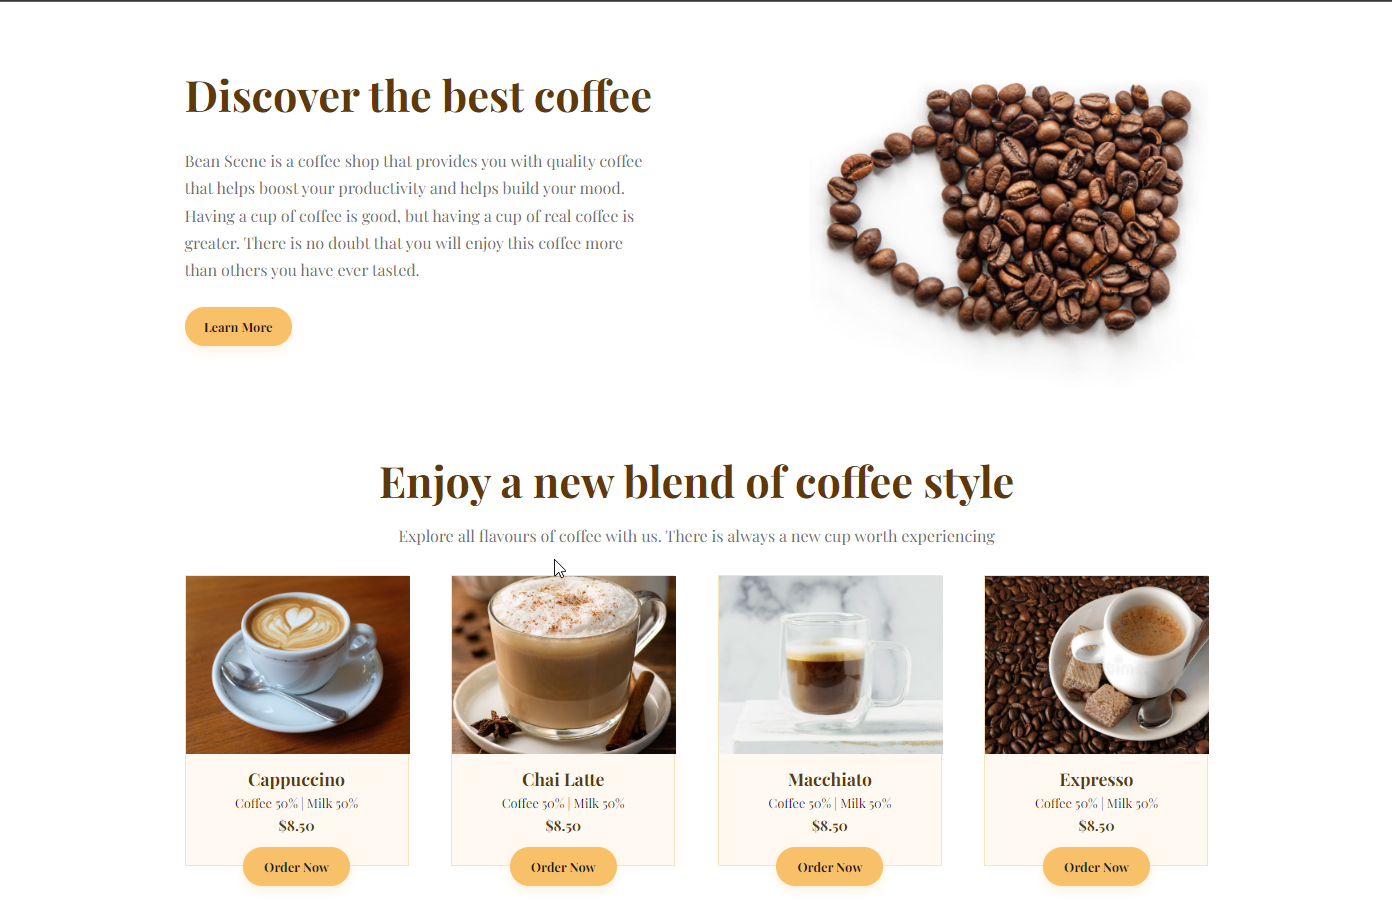 Discover the best coffee
Bean Scene is a coffee shop that provides you with quality coffee
that helps boost your productivity and helps build your mood.
Having a cup of coffee is good, but having a cup of real coffee is
greater. There is no doubt that you will enjoy this coffee more
than others you have ever tasted.
Learn More
Enjoy a new blend of coffee style
Explore all flavours of coffee with us. There is always a new cup worth experiencing
Cappuccino
Coffee 50% | Milk 50%
$8.50
Order Now
Chai Latte
Coffee 50% | Milk 50%
$8.50
Order Now
Macchiato
Coffee 50% | Milk 50%
$8.50
Order Now
Expresso
Coffee 50% | Milk 50%
$8.50
Order Now